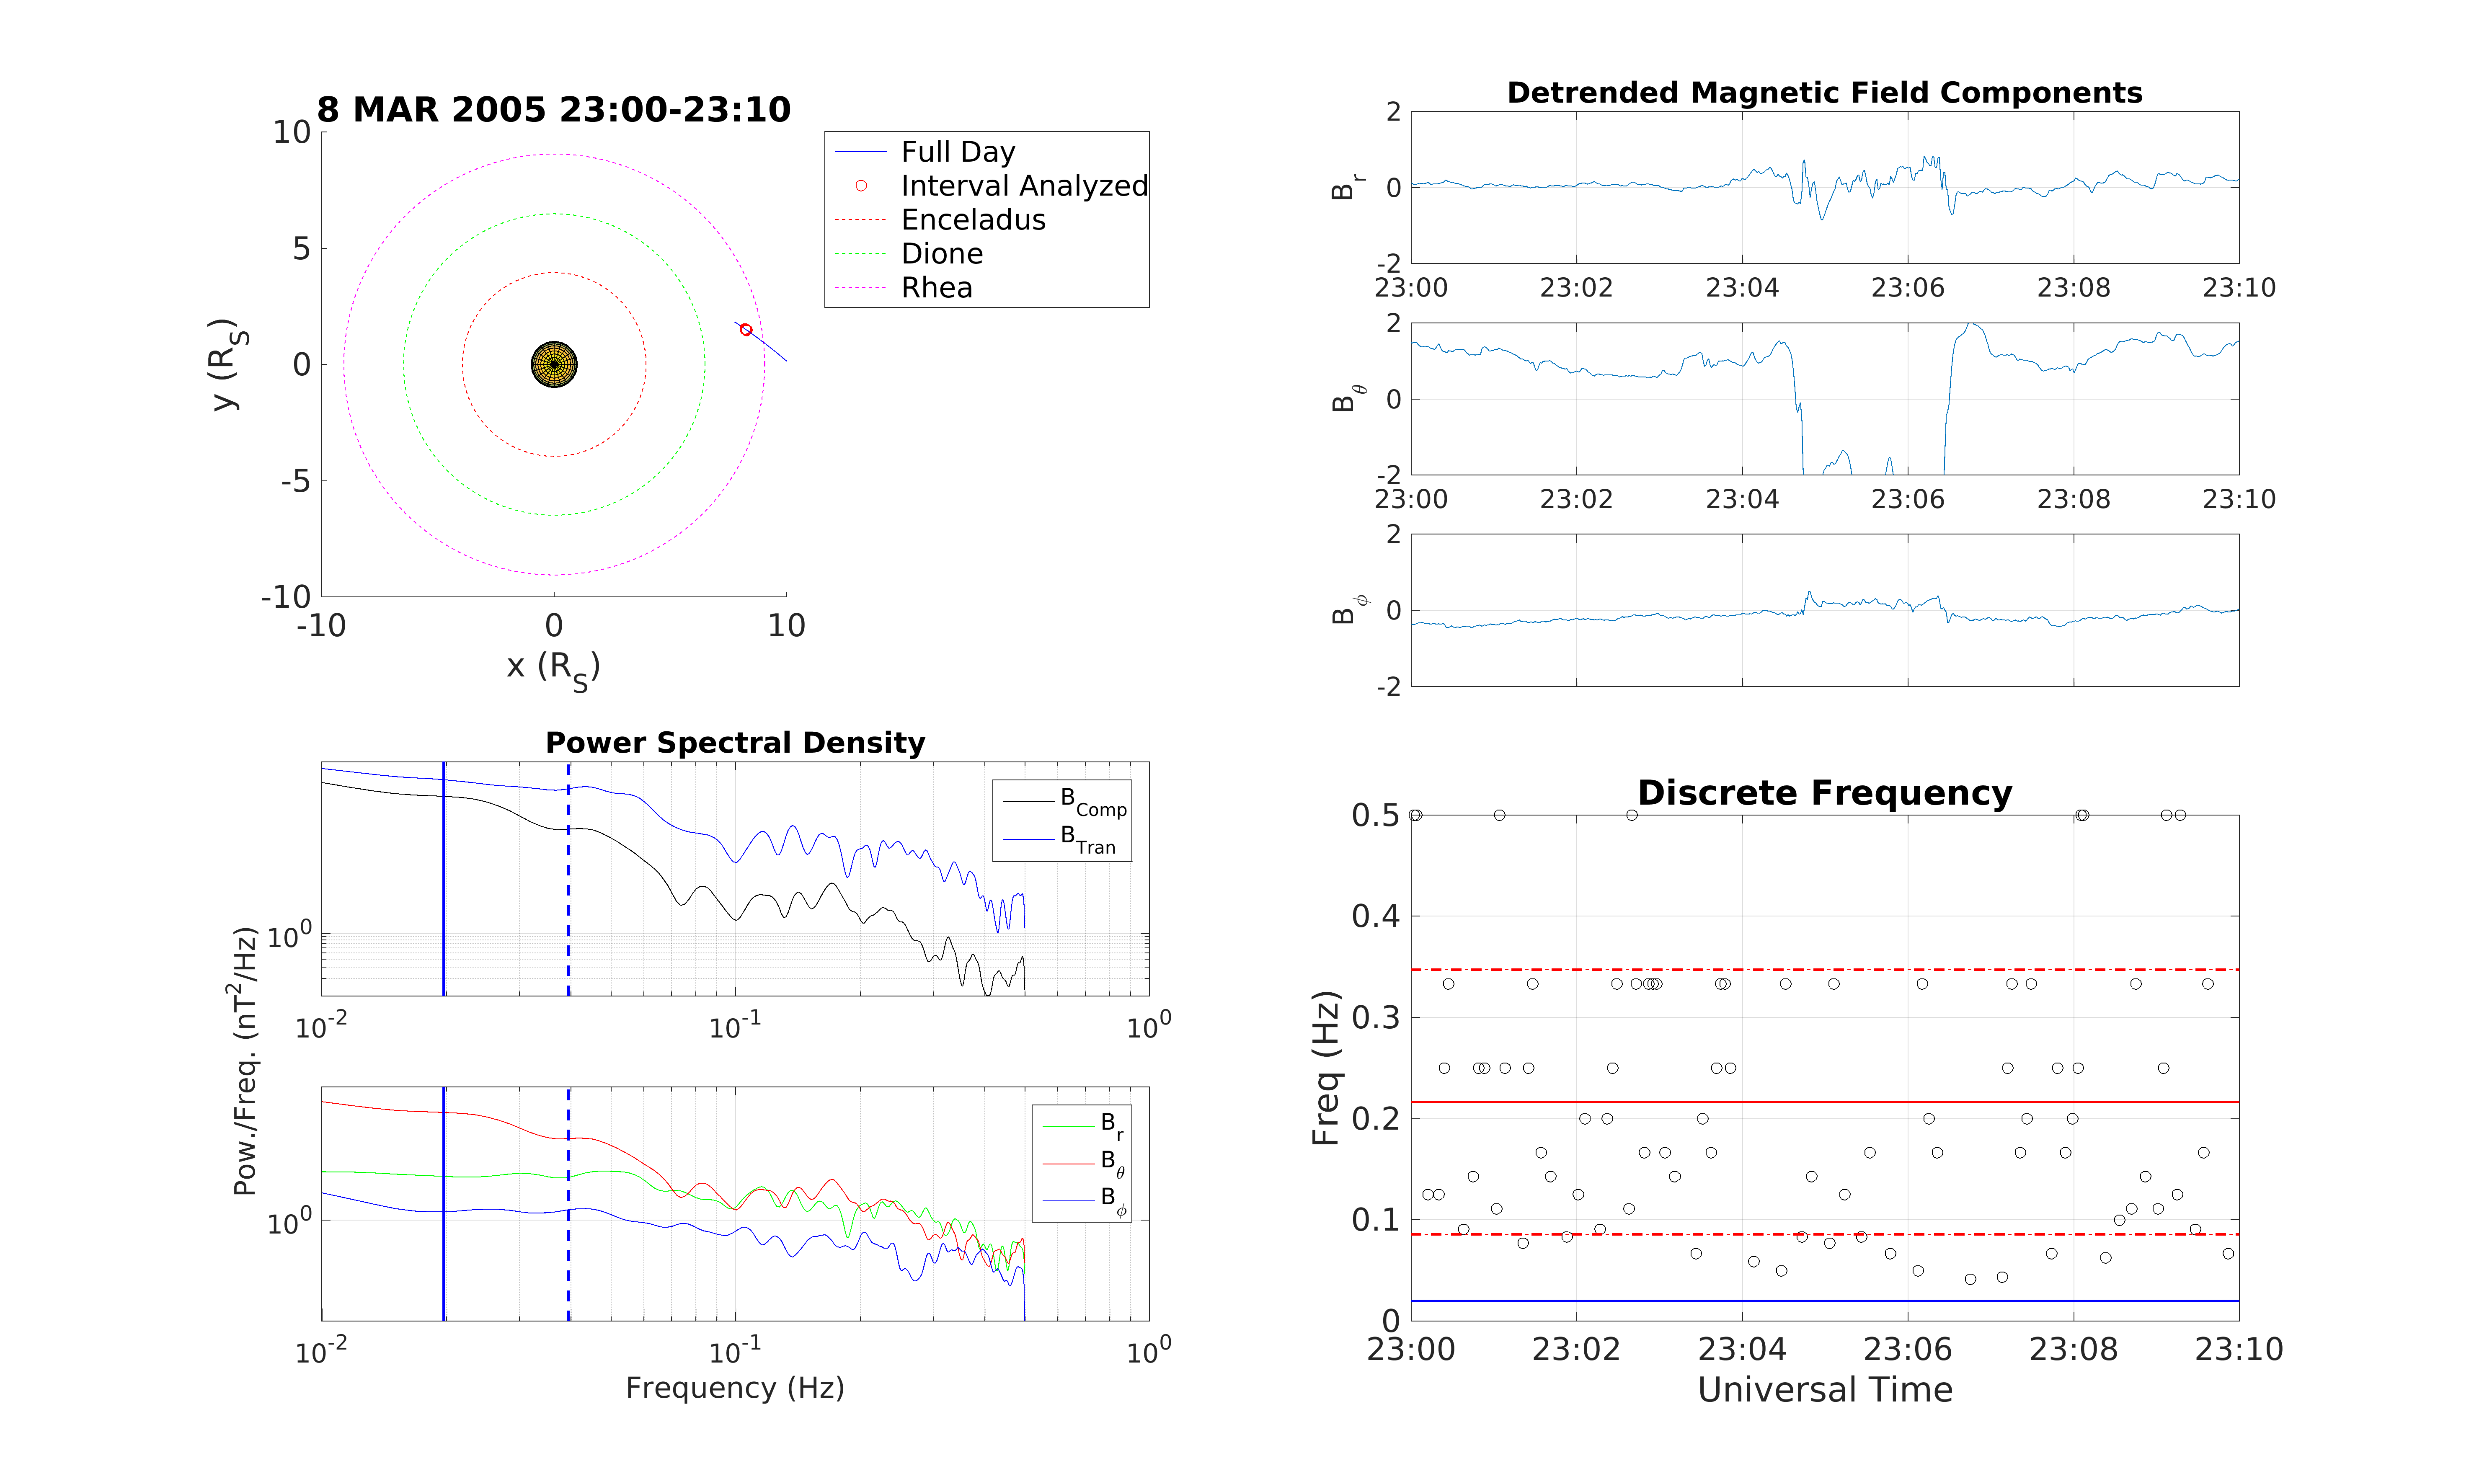 8 MAR 2005 23:00-23:10
10
5
0
-5
-10
-10 0 10
y (R_S)
x (R_S)
Full Day
Interval Analyzed
Enceladus
Dione
Rhea
Detrended Magnetic Field Components
B_r
2
0
-2
23:00 23:02 23:04 23:06 23:08 23:10
B_θ
2
0
-2
23:00 23:02 23:04 23:06 23:08 23:10
B_ϕ
2
0
-2
Power Spectral Density
B_Comp
B_Tran
10^0
10^-2 10^-1 10^0
Pow./Freq. (nT^2/Hz)
B_r
B_θ
B_ϕ
10^0
10^-2 10^-1 10^0
Frequency (Hz)
Discrete Frequency
Freq (Hz)
0.5
0.4
0.3
0.2
0.1
0
23:00 23:02 23:04 23:06 23:08 23:10
Universal Time